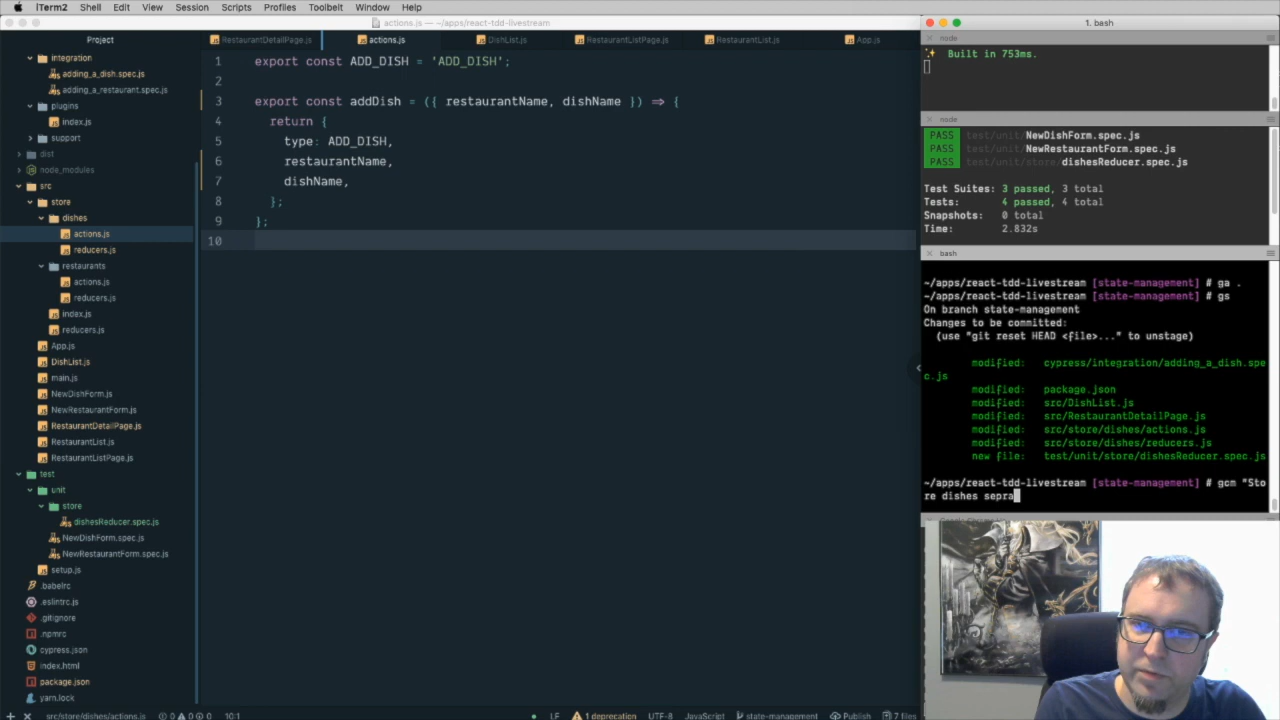 iTerm2 Shell Edit View Session Scripts Profiles Toolbelt Window Help
actions.js — ~/apps/react-tdd-livestream
1. bash
Project
RestaurantDetailPage.js
actions.js
DishList.js
RestaurantListPage.js
RestaurantList.js
App.js
integration
adding_a_dish.spec.js
adding_a_restaurant.spec.js
plugins
index.js
support
dist
node_modules
src
store
dishes
actions.js
reducers.js
restaurants
actions.js
reducers.js
index.js
reducers.js
App.js
DishList.js
main.js
NewDishForm.js
NewRestaurantForm.js
RestaurantDetailPage.js
RestaurantList.js
RestaurantListPage.js
test
unit
store
dishesReducer.spec.js
NewDishForm.spec.js
NewRestaurantForm.spec.js
setup.js
.babelrc
.eslintrc.js
.gitignore
.npmrc
cypress.json
index.html
package.json
yarn.lock
1 export const ADD_DISH = 'ADD_DISH';
2
3 export const addDish = ({ restaurantName, dishName }) => {
4 return {
5 type: ADD_DISH,
6 restaurantName,
7 dishName,
8 };
9 };
10
node
Built in 753ms.
node
PASS test/unit/NewDishForm.spec.js
PASS test/unit/NewRestaurantForm.spec.js
PASS test/unit/store/dishesReducer.spec.js
Test Suites: 3 passed, 3 total
Tests: 4 passed, 4 total
Snapshots: 0 total
Time: 2.832s
bash
~/apps/react-tdd-livestream [state-management] # ga .
~/apps/react-tdd-livestream [state-management] # gs
On branch state-management
Changes to be committed:
(use "git reset HEAD <file>..." to unstage)
modified: cypress/integration/adding_a_dish.spe
c.js
modified: package.json
modified: src/DishList.js
modified: src/RestaurantDetailPage.js
modified: src/store/dishes/actions.js
modified: src/store/dishes/reducers.js
new file: test/unit/store/dishesReducer.spec.js
~/apps/react-tdd-livestream [state-management] # gcm "Sto
re dishes sepra
src/store/dishes/actions.js 0 0 0 10:1
LF 1 deprecation UTF-8 JavaScript state-management Publish 7 files